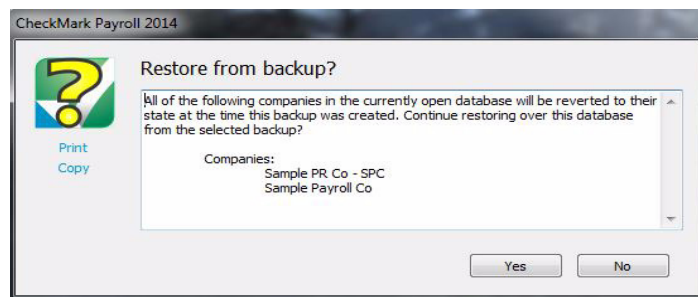 CheckMark Payroll 2014
Restore from backup?
All of the following companies in the currently open database will be reverted to their
state at the time this backup was created. Continue restoring over this database
from the selected backup?
Companies:
Sample PR Co - SPC
Sample Payroll Co
Print
Copy
Yes
No